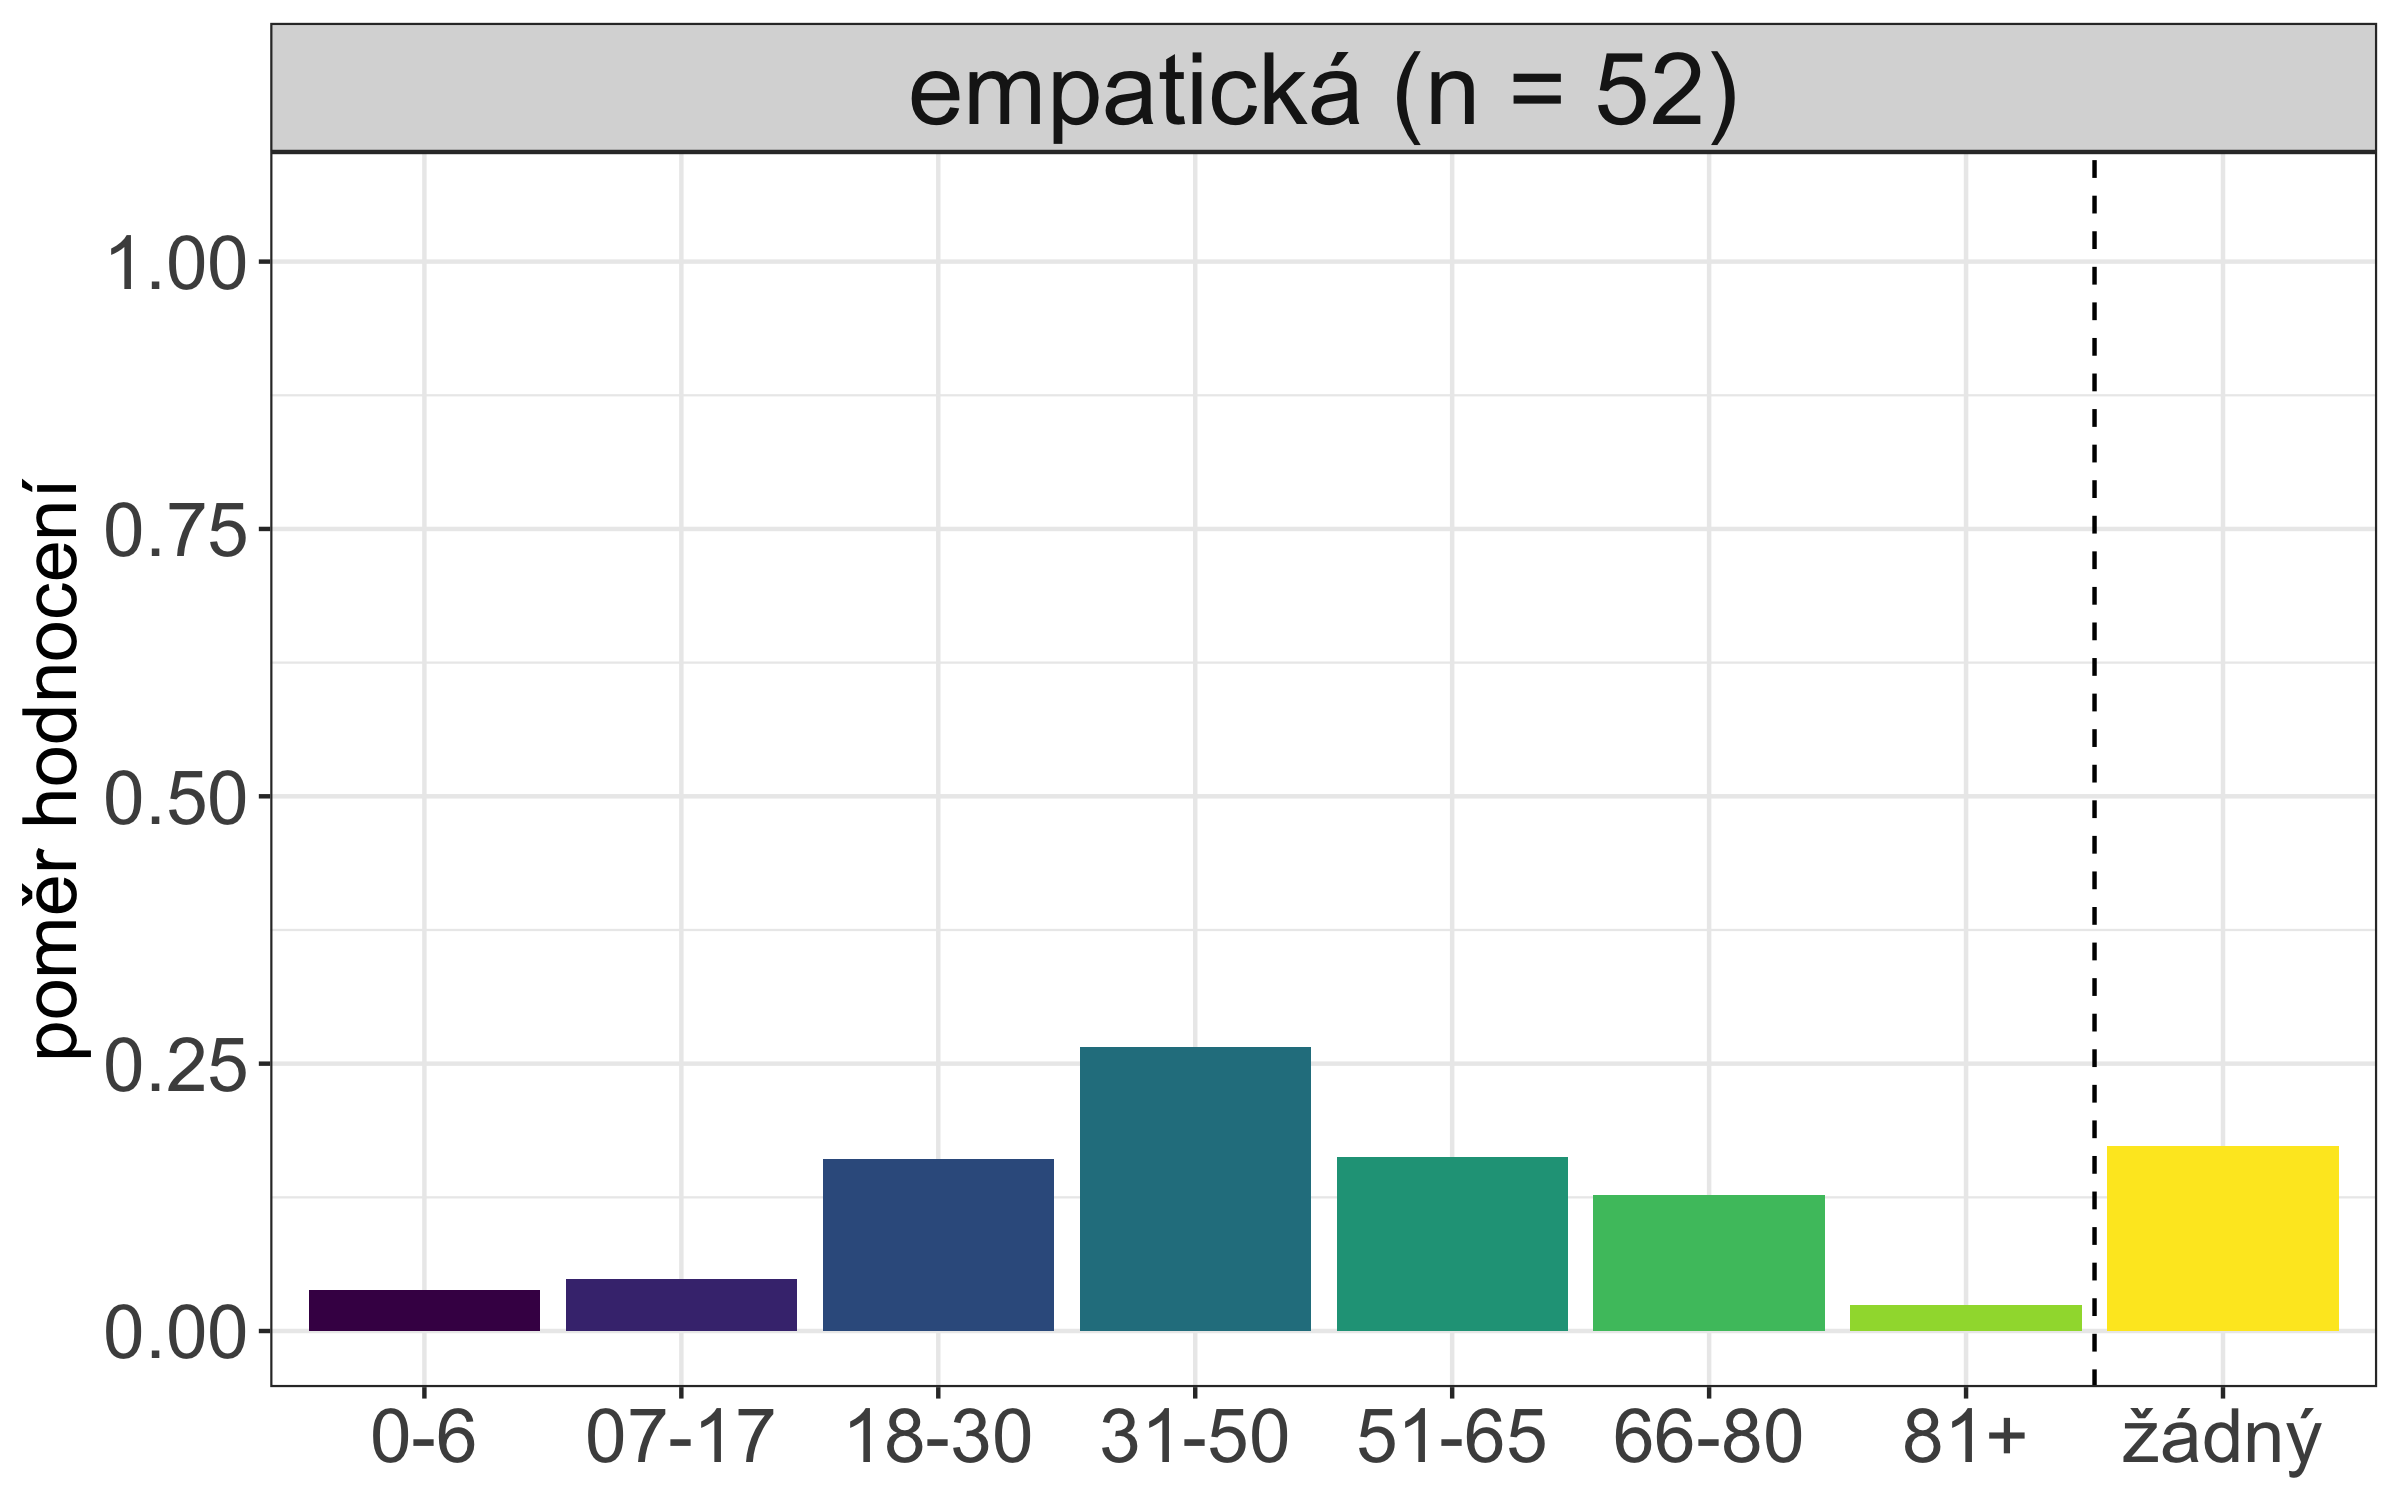 empatická (n = 52)
poměr hodnocení
1.00
0.75
0.50
0.25
0.00
0-6 07-17 18-30 31-50 51-65 66-80 81+ žádný